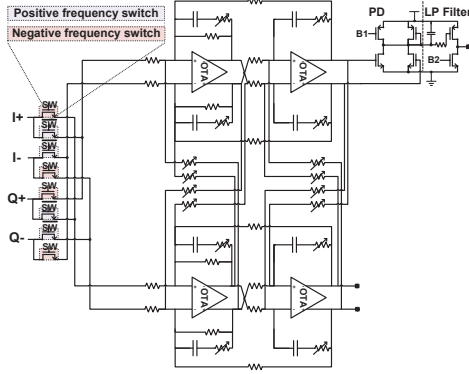 Positive frequency switch
Negative frequency switch
PD
LP Filter
B1
B2
OTA
OTA
SW
I+
SW
SW
I-
SW
SW
Q+
SW
SW
Q-
SW
OTA
OTA